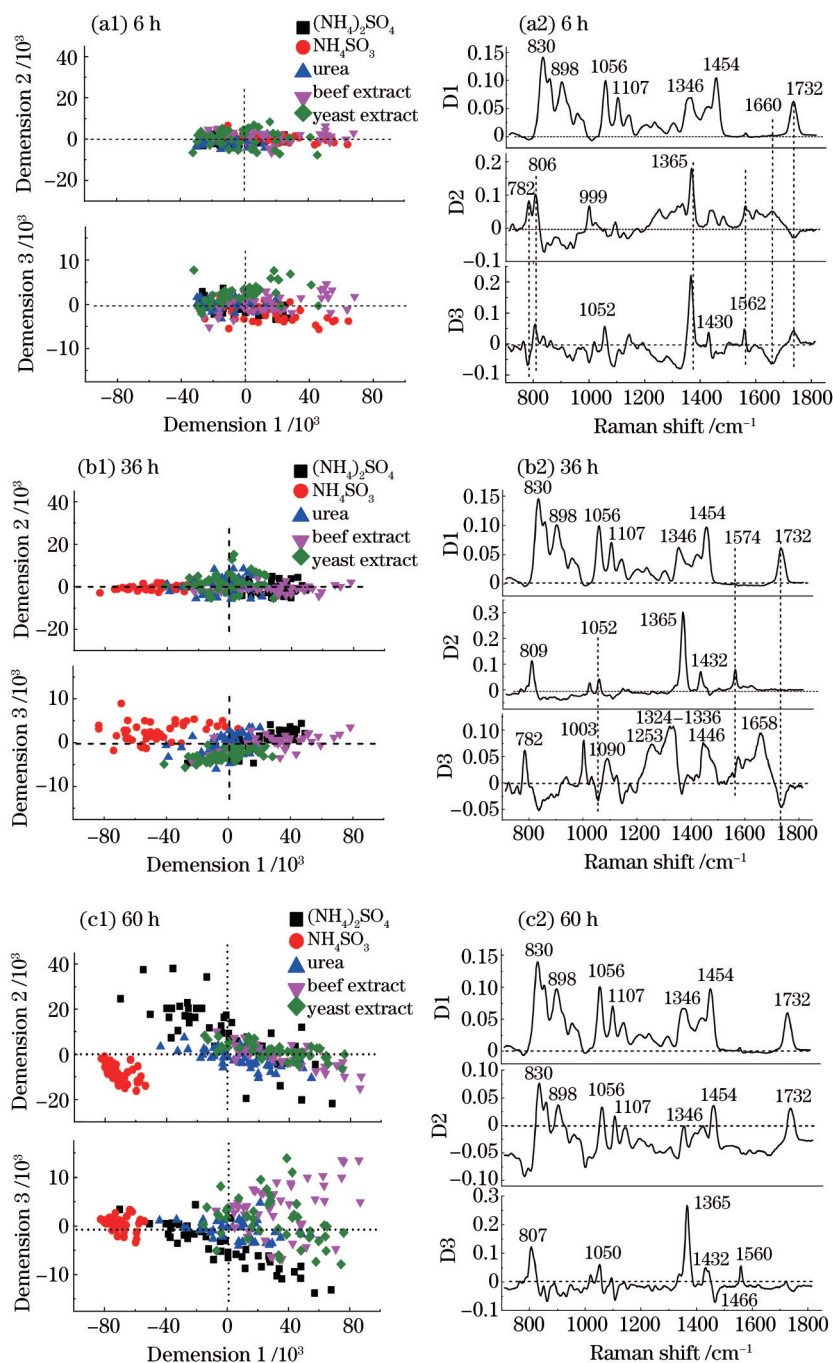 (a1) 6 h
(NH₄)₂SO₄
NH₄SO₃
urea
beef extract
yeast extract
Demension 2 /10³
40
20
0
−20
Demension 3 /10³
10
0
−10
−80 −40 0 40 80
Demension 1 /10³
(a2) 6 h
D1
0.15
0.10
0.05
0
830 898 1056 1107 1346 1454 1660 1732
D2
0.2
0.1
0
−0.1
782 806 999 1365
D3
0.2
0.1
0
−0.1
1052 1430 1562
800 1000 1200 1400 1600 1800
Raman shift /cm⁻¹
(b1) 36 h
(NH₄)₂SO₄
NH₄SO₃
urea
beef extract
yeast extract
Demension 2 /10³
40
20
0
−20
Demension 3 /10³
10
0
−10
−80 −40 0 40 80
Demension 1 /10³
(b2) 36 h
D1
0.15
0.10
0.05
0
830 898 1056 1107 1346 1454 1574 1732
D2
0.3
0.2
0.1
0
809 1052 1365 1432
D3
0.10
0.05
0
−0.05
782 1003 1090 1253 1324−1336 1446 1658
800 1000 1200 1400 1600 1800
Raman shift /cm⁻¹
(c1) 60 h
(NH₄)₂SO₄
NH₄SO₃
urea
beef extract
yeast extract
Demension 2 /10³
40
20
0
−20
Demension 3 /10³
10
0
−10
−80 −40 0 40 80
Demension 1 /10³
(c2) 60 h
D1
0.15
0.10
0.05
0
830 898 1056 1107 1346 1454 1732
D2
0.10
0.05
0
−0.05
−0.10
830 898 1056 1107 1346 1454 1732
D3
0.3
0.2
0.1
0
−0.1
807 1050 1365 1432 1466 1560
800 1000 1200 1400 1600 1800
Raman shift /cm⁻¹